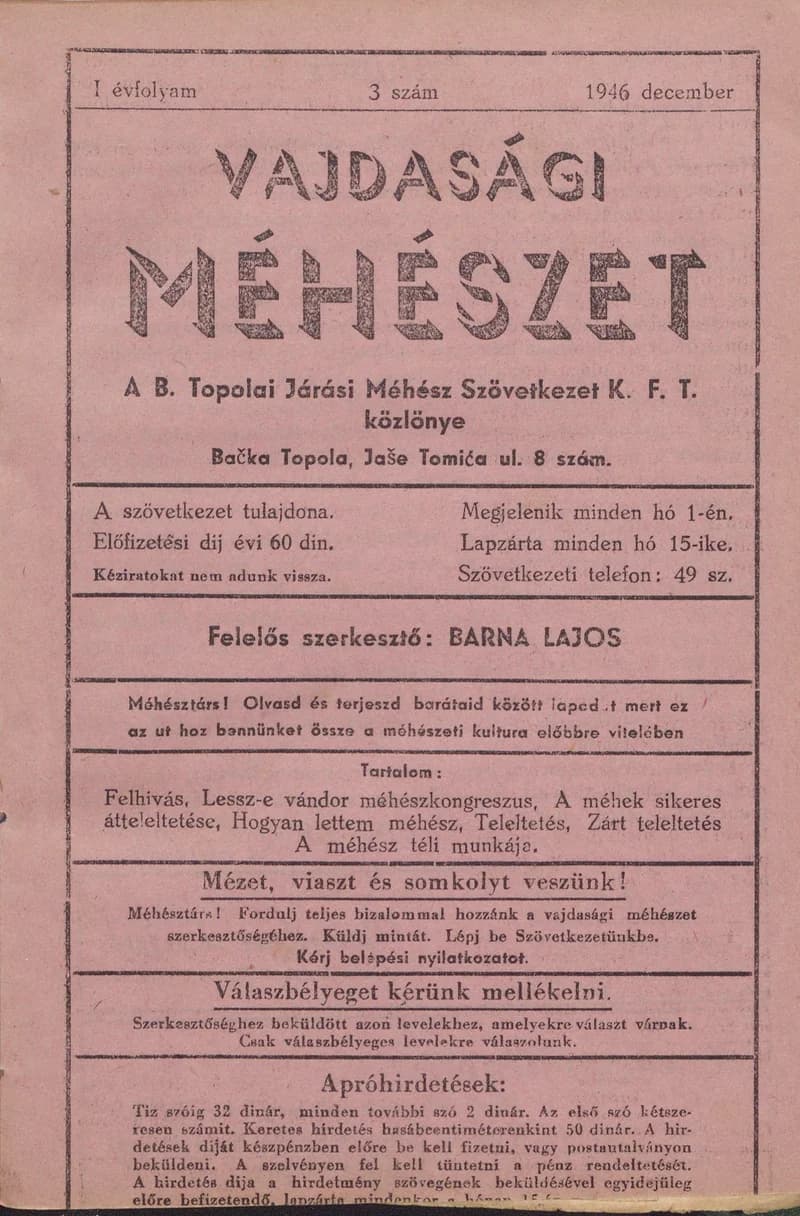 I évfolyam 3 szám 1946 december
VAJDASÁGI
MÉHÉSZET
A B. Topolai Járási Méhész Szövetkezet K. F. T.
közlönye
Bačka Topola, Jaše Tomića ul. 8 szám.
A szövetkezet tulajdona. Megjelenik minden hó 1-én.
Előfizetési dij évi 60 din. Lapzárta minden hó 15-ike.
Kéziratokat nem adunk vissza. Szövetkezeti telefon: 49 sz.
Felelős szerkesztő: BARNA LAJOS
Méhésztárs! Olvasd és terjeszd barátaid között mert ez
az ut hoz bennünket össze a méhészeti kultura előbbre vitelében
Tartalom:
Felhivás, Lessz-e vándor méhészkongreszus, A méhek sikeres
átteleltetése, Hogyan lettem méhész, Teleltetés, Zárt teleltetés
A méhész téli munkája.
Mézet, viaszt és somkolyt veszünk!
Méhésztárs! Fordulj teljes bizalommal hozzánk a vajdasági méhészet
szerkesztőségéhez. Küldj mintát. Lépj be Szövetkezetünkbe.
Kérj belépési nyilatkozatot.
Válaszbélyeget kérünk mellékelni.
Szerkesztőséghez beküldött azon levelekhez, amelyekre választ várnak.
Csak válaszbélyeges levelekre válaszolunk.
Apróhirdetések:
Tiz szóig 32 dinár, minden további szó 2 dinár. Az első szó kétsze-
resen számit. Keretes hirdetés hasábcentiméterenkint 50 dinár. A hir-
detések diját készpénzben előre be kell fizetni, vagy postautalványon
beküldeni. A szelvényen fel kell tüntetni a pénz rendeltetését.
A hirdetés dija a hirdetmény szövegének beküldésével egyidejüleg
előre befizetendő. lapzárta mindenkor a hónap